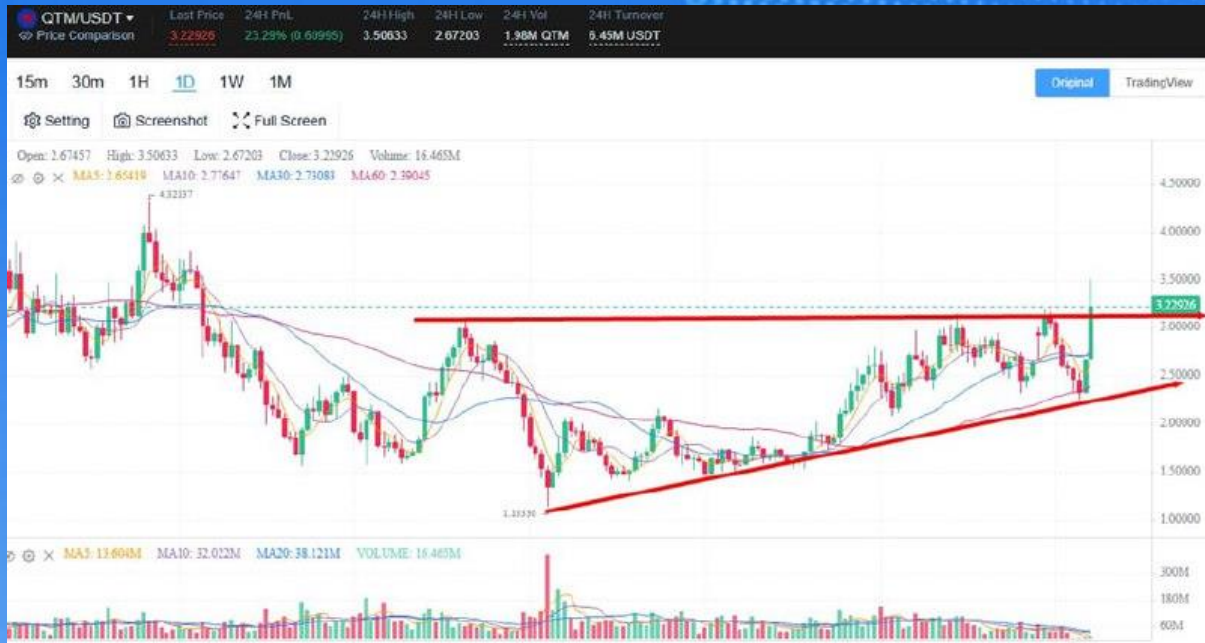 QTM/USDT Last Price 24H PnL 24H High 24H Low 24H Vol 24H Turnover
Price Comparison 3.22926 3.50633 2.67203 1.98M QTM 6.45M USDT
15m 30m 1H 1D 1W 1M Original TradingView
Setting Screenshot Full Screen
Open: 2.67457 High: 3.50633 Low: 2.67203 Close: 3.22926 Volume: 16.465M
MA5: 2.65419 MA10: 2.77647 MA30: 2.73083 MA60: 2.39045
4.50000
4.32137
4.00000
3.50000
3.22926
3.00000
2.50000
2.00000
1.50000
1.00000
MA5: 13.604M MA10: 32.022M MA20: 38.121M VOLUME: 16.465M
300M
180M
60M